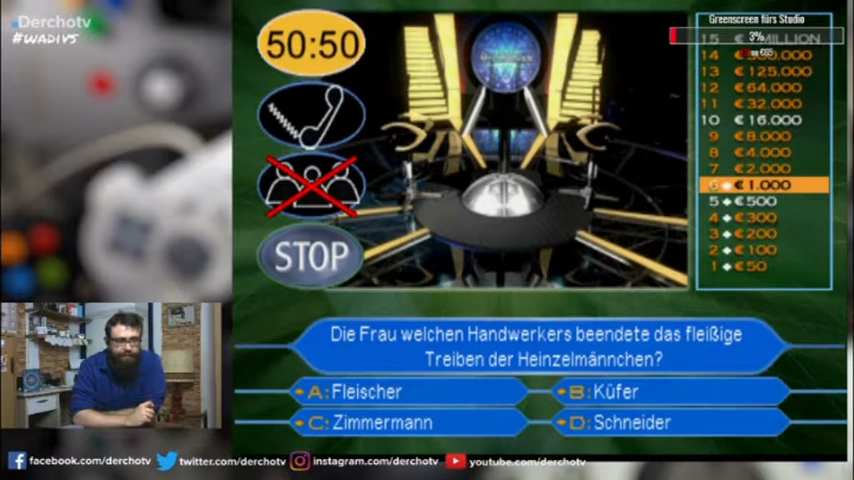 Derchotv
#WADIVS
50:50
STOP
Greenscreen fürs Studio
3%
15 € MILLION
14 € 500.000
13 € 125.000
12 € 64.000
11 € 32.000
10 € 16.000
9 € 8.000
8 € 4.000
7 € 2.000
6 € 1.000
5 € 500
4 € 300
3 € 200
2 € 100
1 € 50
Die Frau welchen Handwerkers beendete das fleißige
Treiben der Heinzelmännchen?
A: Fleischer
B: Küfer
C: Zimmermann
D: Schneider
facebook.com/derchotv
twitter.com/derchotv
instagram.com/derchotv
youtube.com/derchotv